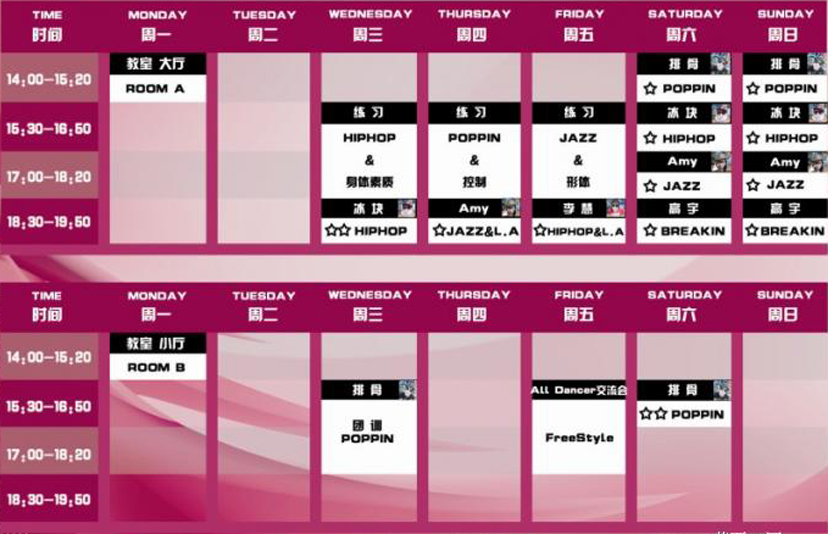 TIME MONDAY TUESDAY WEDNESDAY THURSDAY FRIDAY SATURDAY SUNDAY
时间 周一 周二 周三 周四 周五 周六 周日
14:00—15:20 教室 大厅 排骨 排骨
ROOM A ☆ POPPIN ☆ POPPIN
15:30—16:50 练习 练习 练习 冰块 冰块
HIPHOP POPPIN JAZZ ☆ HIPHOP ☆ HIPHOP
& & & Amy Amy
17:00—18:20 身体素质 控制 形体 ☆ JAZZ ☆ JAZZ
18:30—19:50 冰块 Amy 李慧 高宇 高宇
☆☆ HIPHOP ☆JAZZ&L.A ☆HIPHOP&L.A ☆ BREAKIN ☆BREAKIN
TIME MONDAY TUESDAY WEDNESDAY THURSDAY FRIDAY SATURDAY SUNDAY
时间 周一 周二 周三 周四 周五 周六 周日
14:00—15:20 教室 小厅
ROOM B
15:30—16:50 排骨 All Dancer交流会 排骨
团训 ☆☆ POPPIN
POPPIN FreeStyle
17:00—18:20
18:30—19:50